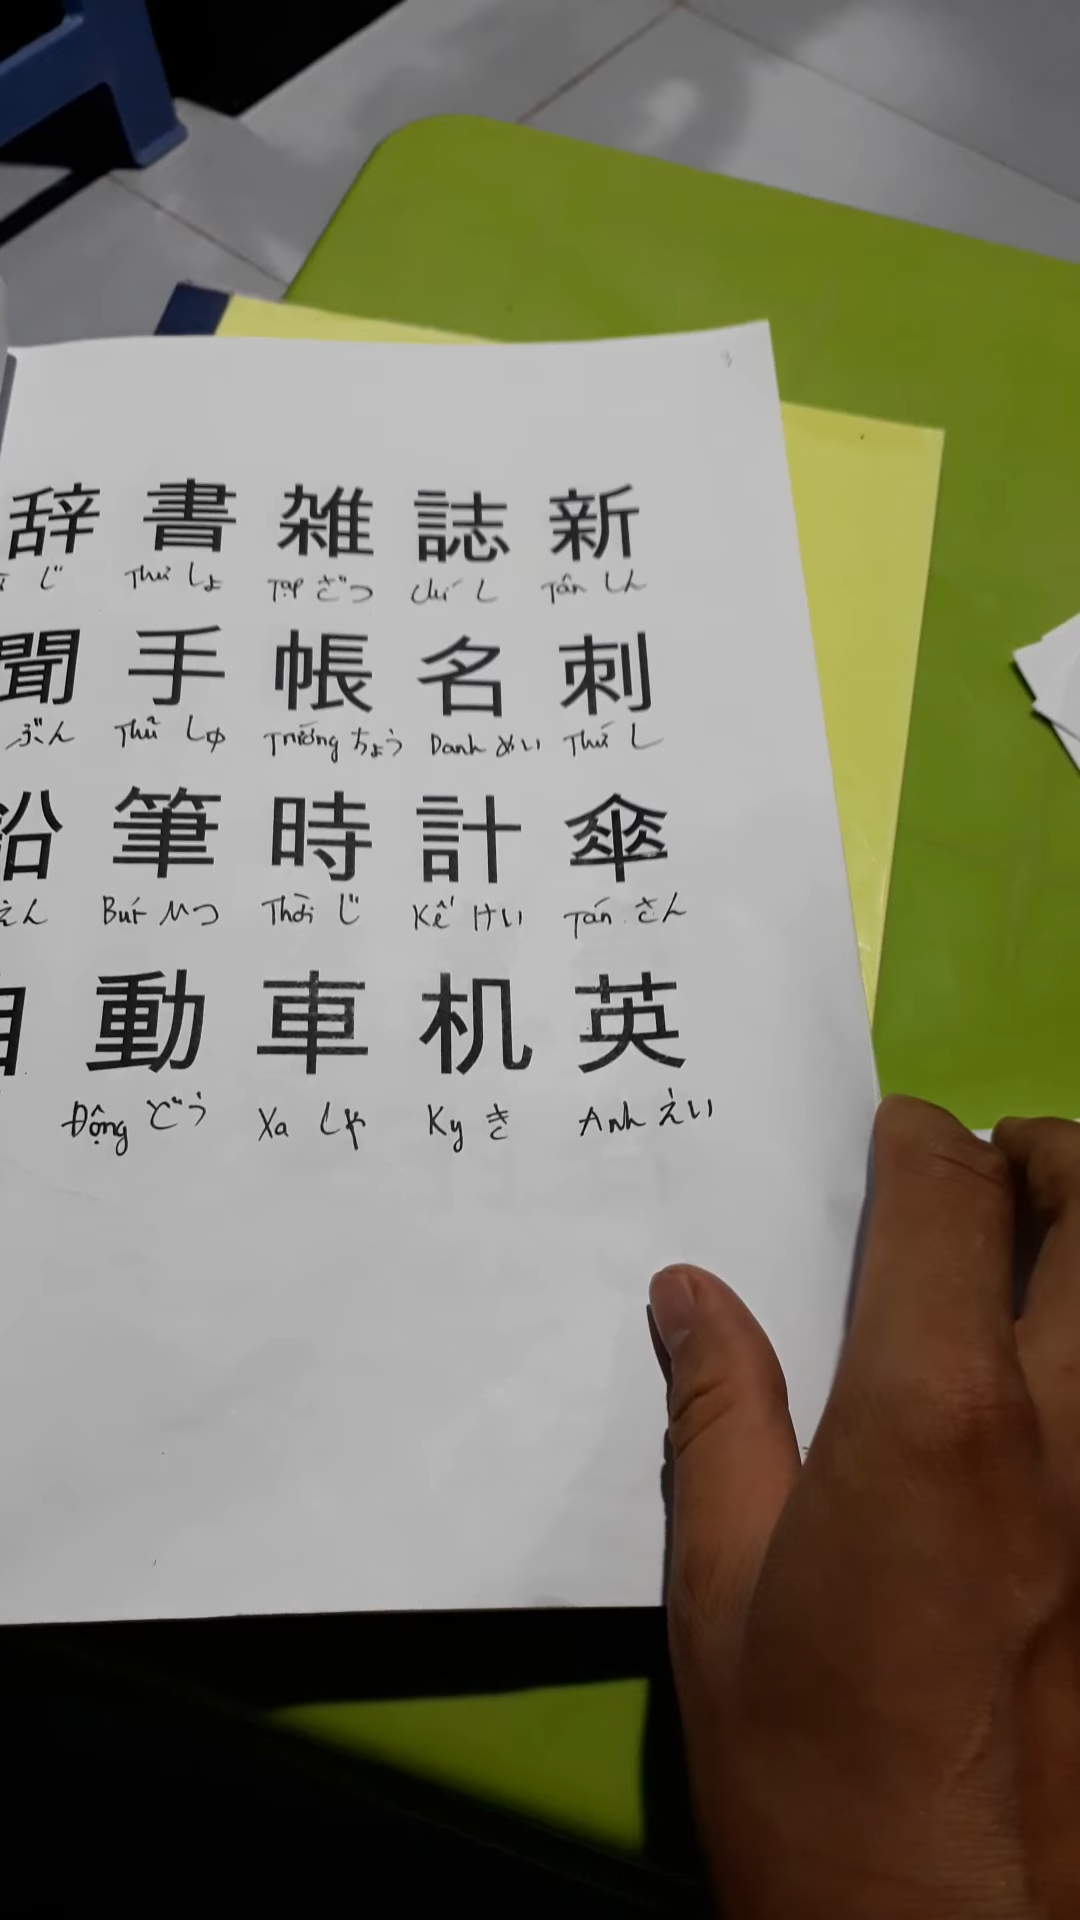 辞 書 雑 誌 新
じ Thư しょ Tạp ざつ Chí し Tân しん
聞 手 帳 名 刺
ぶん Thủ しゅ Trướng ちょう Danh めい Thứ し
鉛 筆 時 計 傘
えん Bút ひつ Thời じ Kế けい Tán さん
自 動 車 机 英
Động どう Xa しゃ Ky き Anh えい